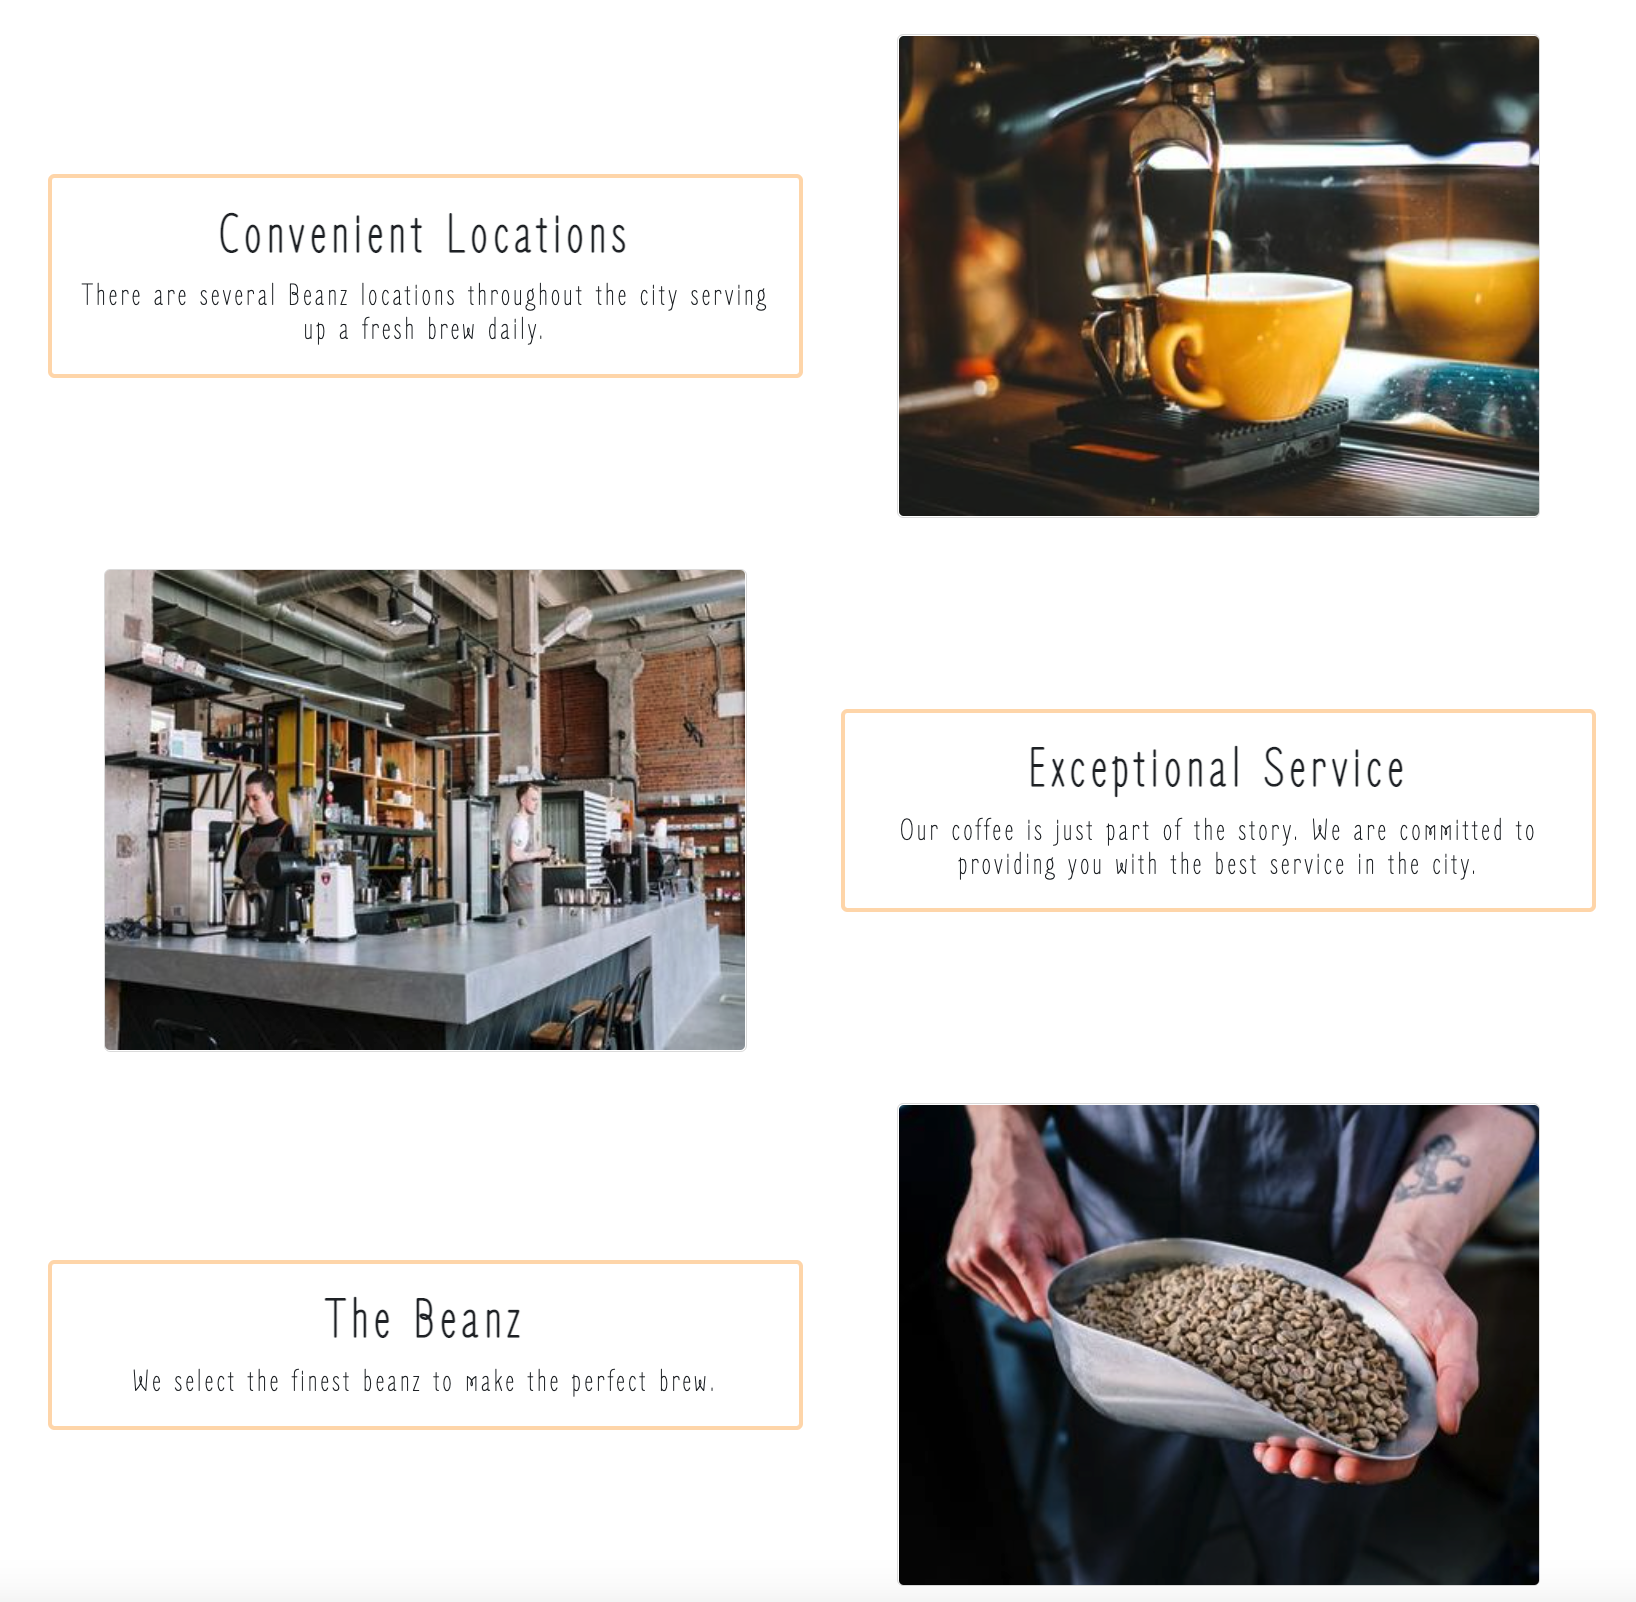 Convenient Locations
There are several Beanz locations throughout the city serving
up a fresh brew daily.
Exceptional Service
Our coffee is just part of the story. We are committed to
providing you with the best service in the city.
The Beanz
We select the finest beanz to make the perfect brew.